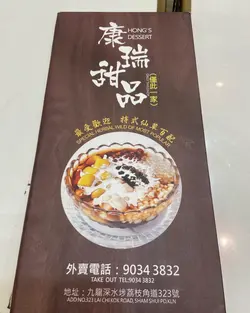 康瑞甜品
HONG'S
DESSERT
(僅此一家)
最受歡迎 特式仙草百配
SPECIAL HERBAL WILD OF MOST POPULAR!
外賣電話：9034 3832
TAKE OUT TEL:9034 3832
地址：九龍深水埗荔枝角道323號
ADD:NO.323 LAI CHI KOK ROAD, SHAM SHUI PO.KLN